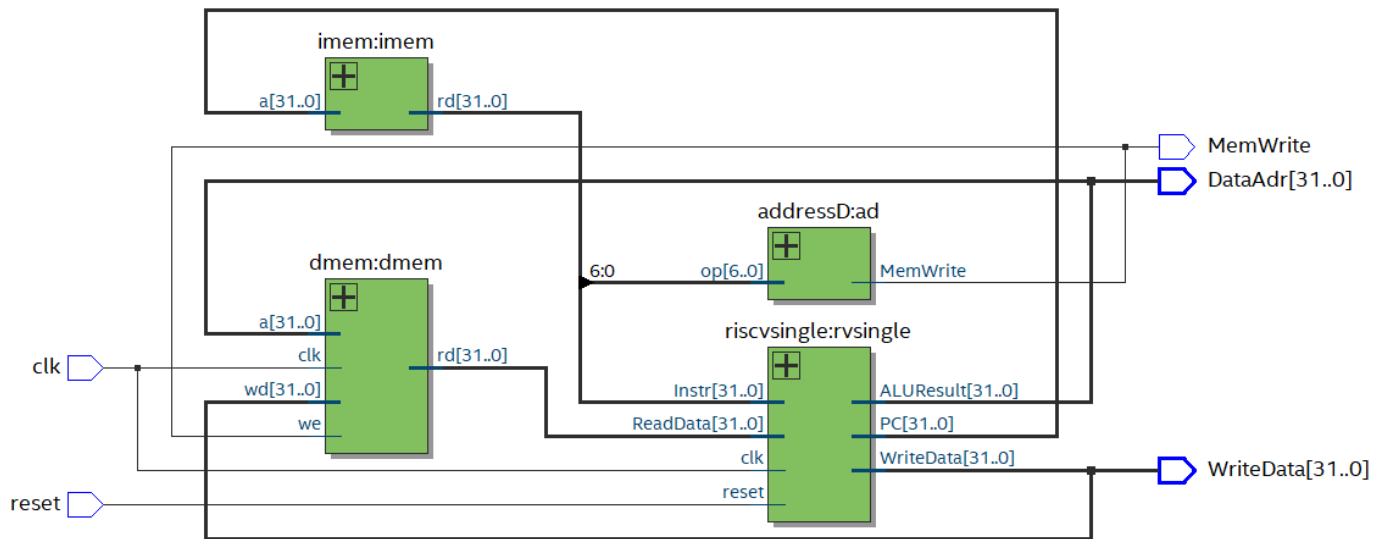 imem:imem
a[31..0]
rd[31..0]
MemWrite
DataAdr[31..0]
addressD:ad
6:0
op[6..0]
MemWrite
dmem:dmem
a[31..0]
clk
rd[31..0]
wd[31..0]
we
clk
riscvsingle:rvsingle
Instr[31..0]
ALUResult[31..0]
ReadData[31..0]
PC[31..0]
clk
WriteData[31..0]
reset
WriteData[31..0]
reset